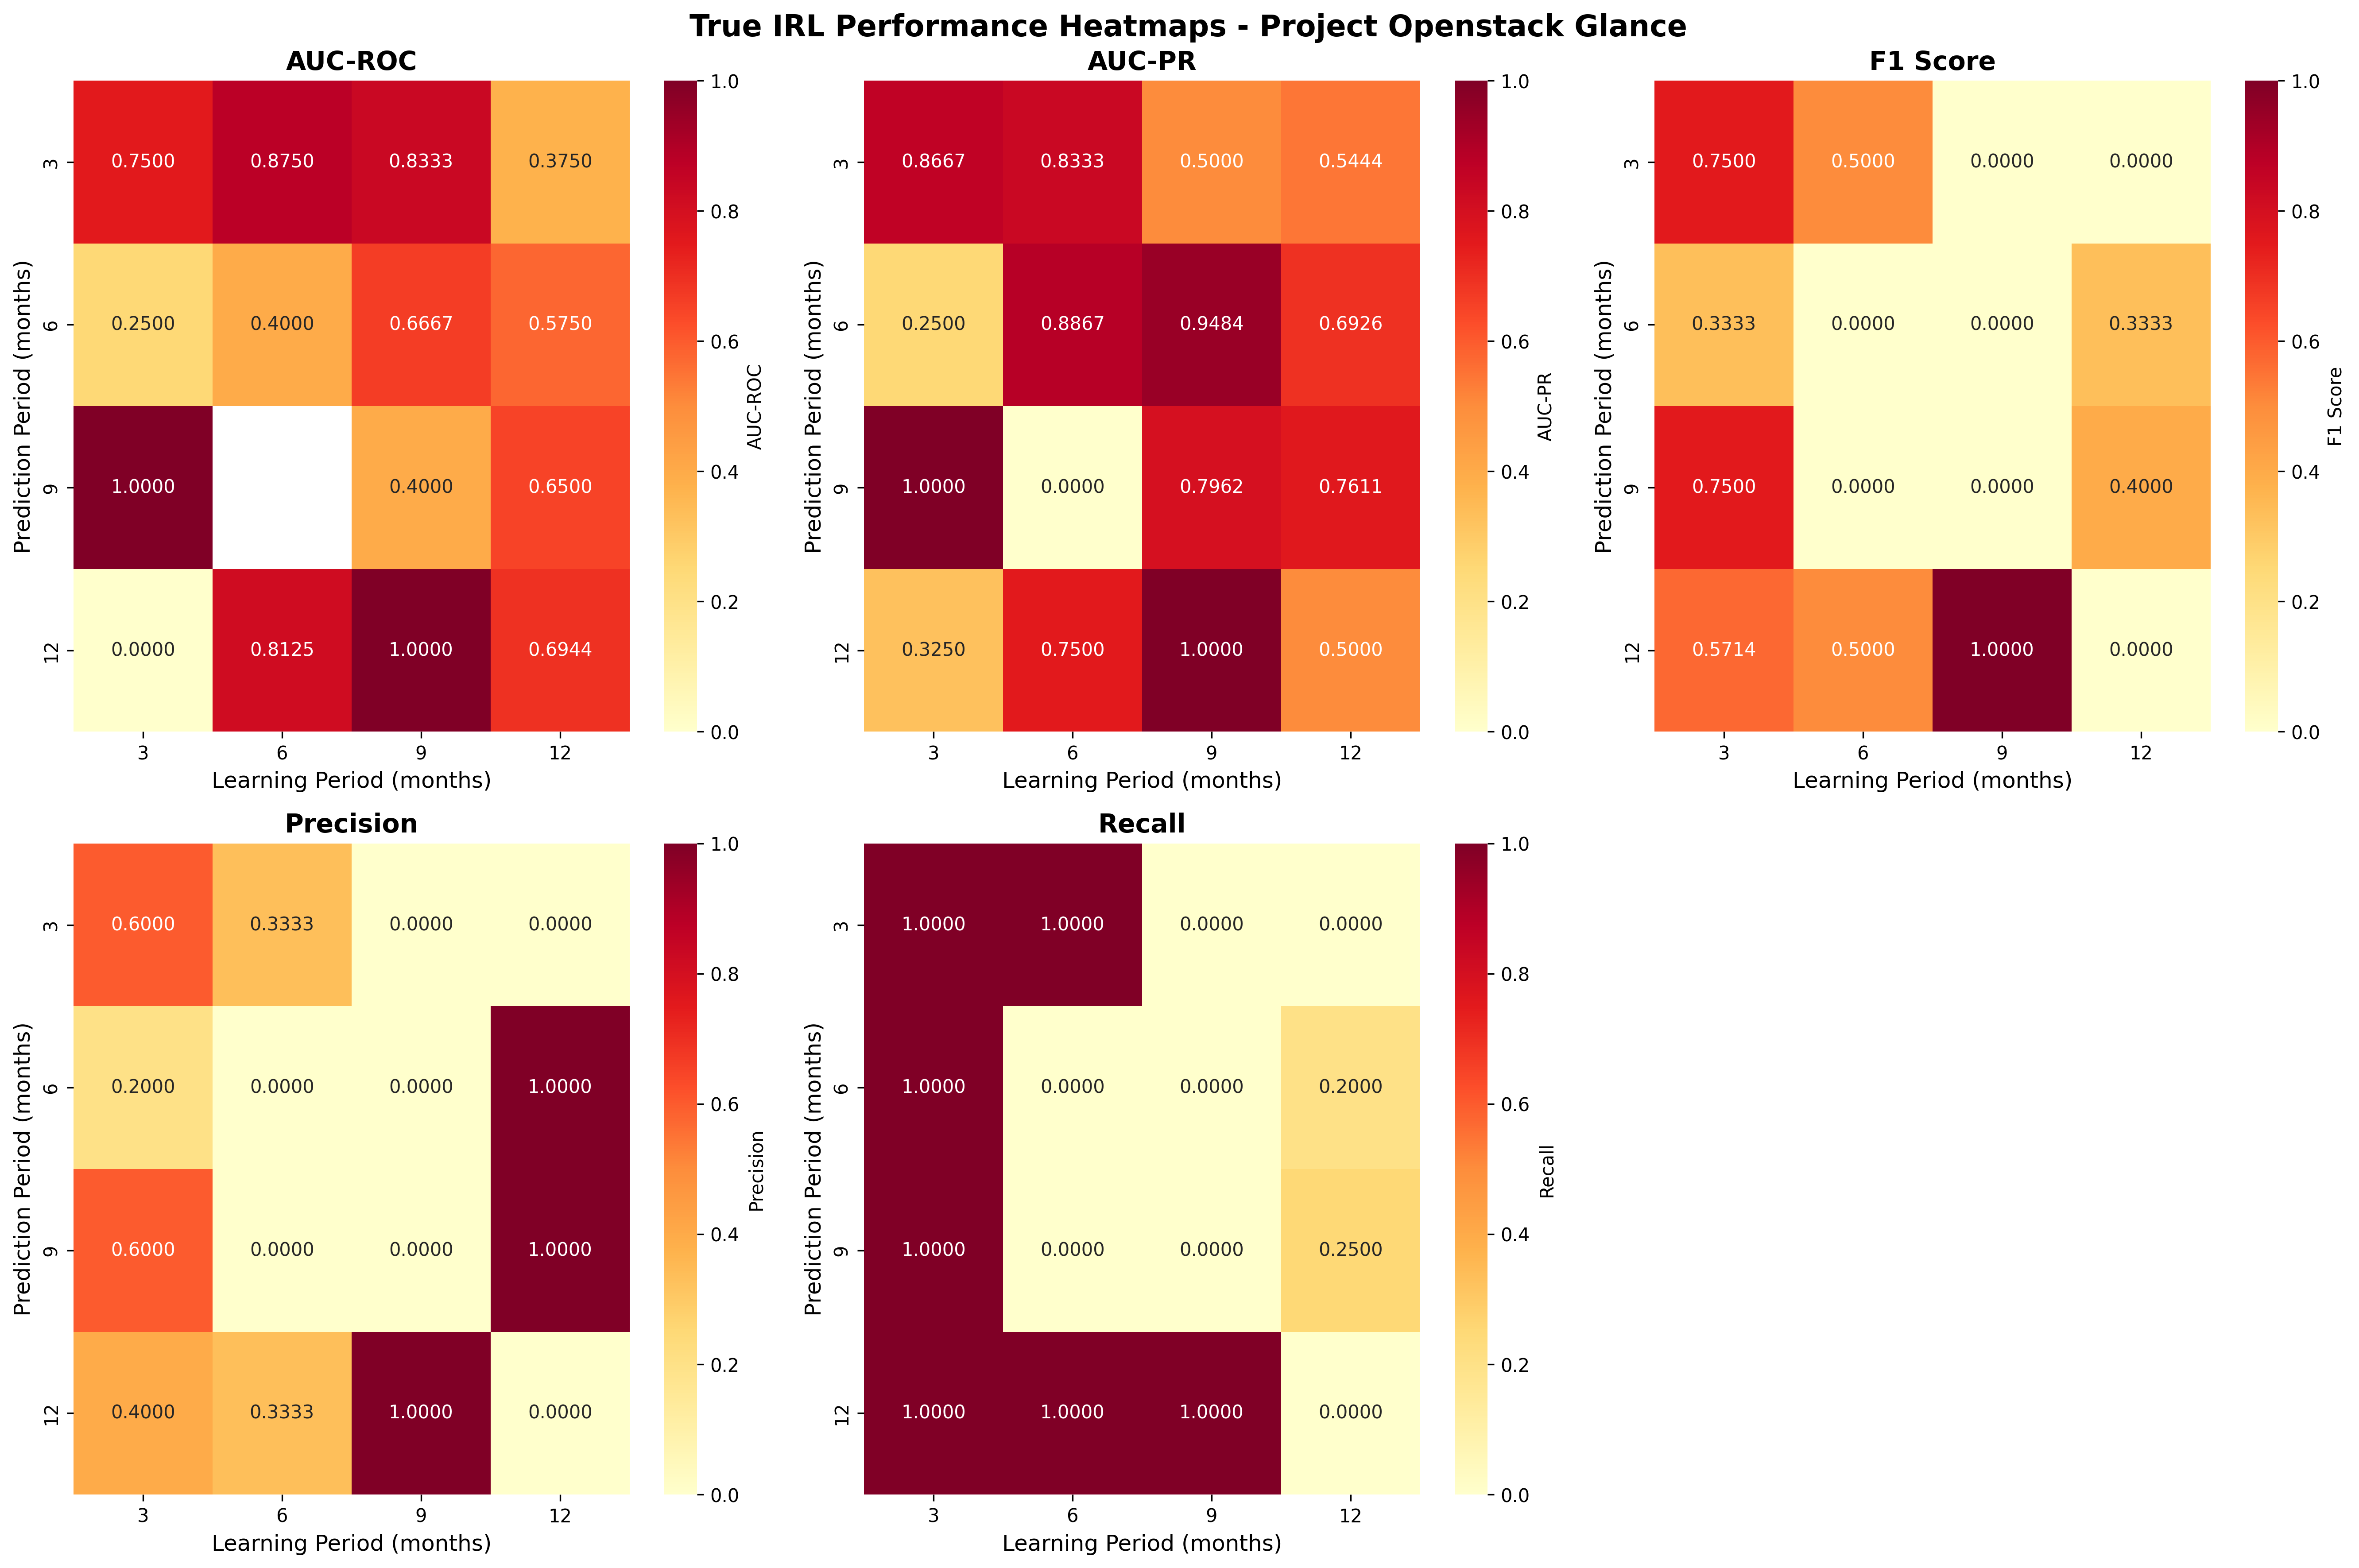 True IRL Performance Heatmaps - Project Openstack Glance
AUC-ROC
Prediction Period (months)
3
0.7500 0.8750 0.8333 0.3750
6
0.2500 0.4000 0.6667 0.5750
9
1.0000 0.4000 0.6500
12
0.0000 0.8125 1.0000 0.6944
3 6 9 12
Learning Period (months)
1.0
0.8
0.6
0.4
0.2
0.0
AUC-ROC
AUC-PR
Prediction Period (months)
3
0.8667 0.8333 0.5000 0.5444
6
0.2500 0.8867 0.9484 0.6926
9
1.0000 0.0000 0.7962 0.7611
12
0.3250 0.7500 1.0000 0.5000
3 6 9 12
Learning Period (months)
1.0
0.8
0.6
0.4
0.2
0.0
AUC-PR
F1 Score
Prediction Period (months)
3
0.7500 0.5000 0.0000 0.0000
6
0.3333 0.0000 0.0000 0.3333
9
0.7500 0.0000 0.0000 0.4000
12
0.5714 0.5000 1.0000 0.0000
3 6 9 12
Learning Period (months)
1.0
0.8
0.6
0.4
0.2
0.0
F1 Score
Precision
Prediction Period (months)
3
0.6000 0.3333 0.0000 0.0000
6
0.2000 0.0000 0.0000 1.0000
9
0.6000 0.0000 0.0000 1.0000
12
0.4000 0.3333 1.0000 0.0000
3 6 9 12
Learning Period (months)
1.0
0.8
0.6
0.4
0.2
0.0
Precision
Recall
Prediction Period (months)
3
1.0000 1.0000 0.0000 0.0000
6
1.0000 0.0000 0.0000 0.2000
9
1.0000 0.0000 0.0000 0.2500
12
1.0000 1.0000 1.0000 0.0000
3 6 9 12
Learning Period (months)
1.0
0.8
0.6
0.4
0.2
0.0
Recall